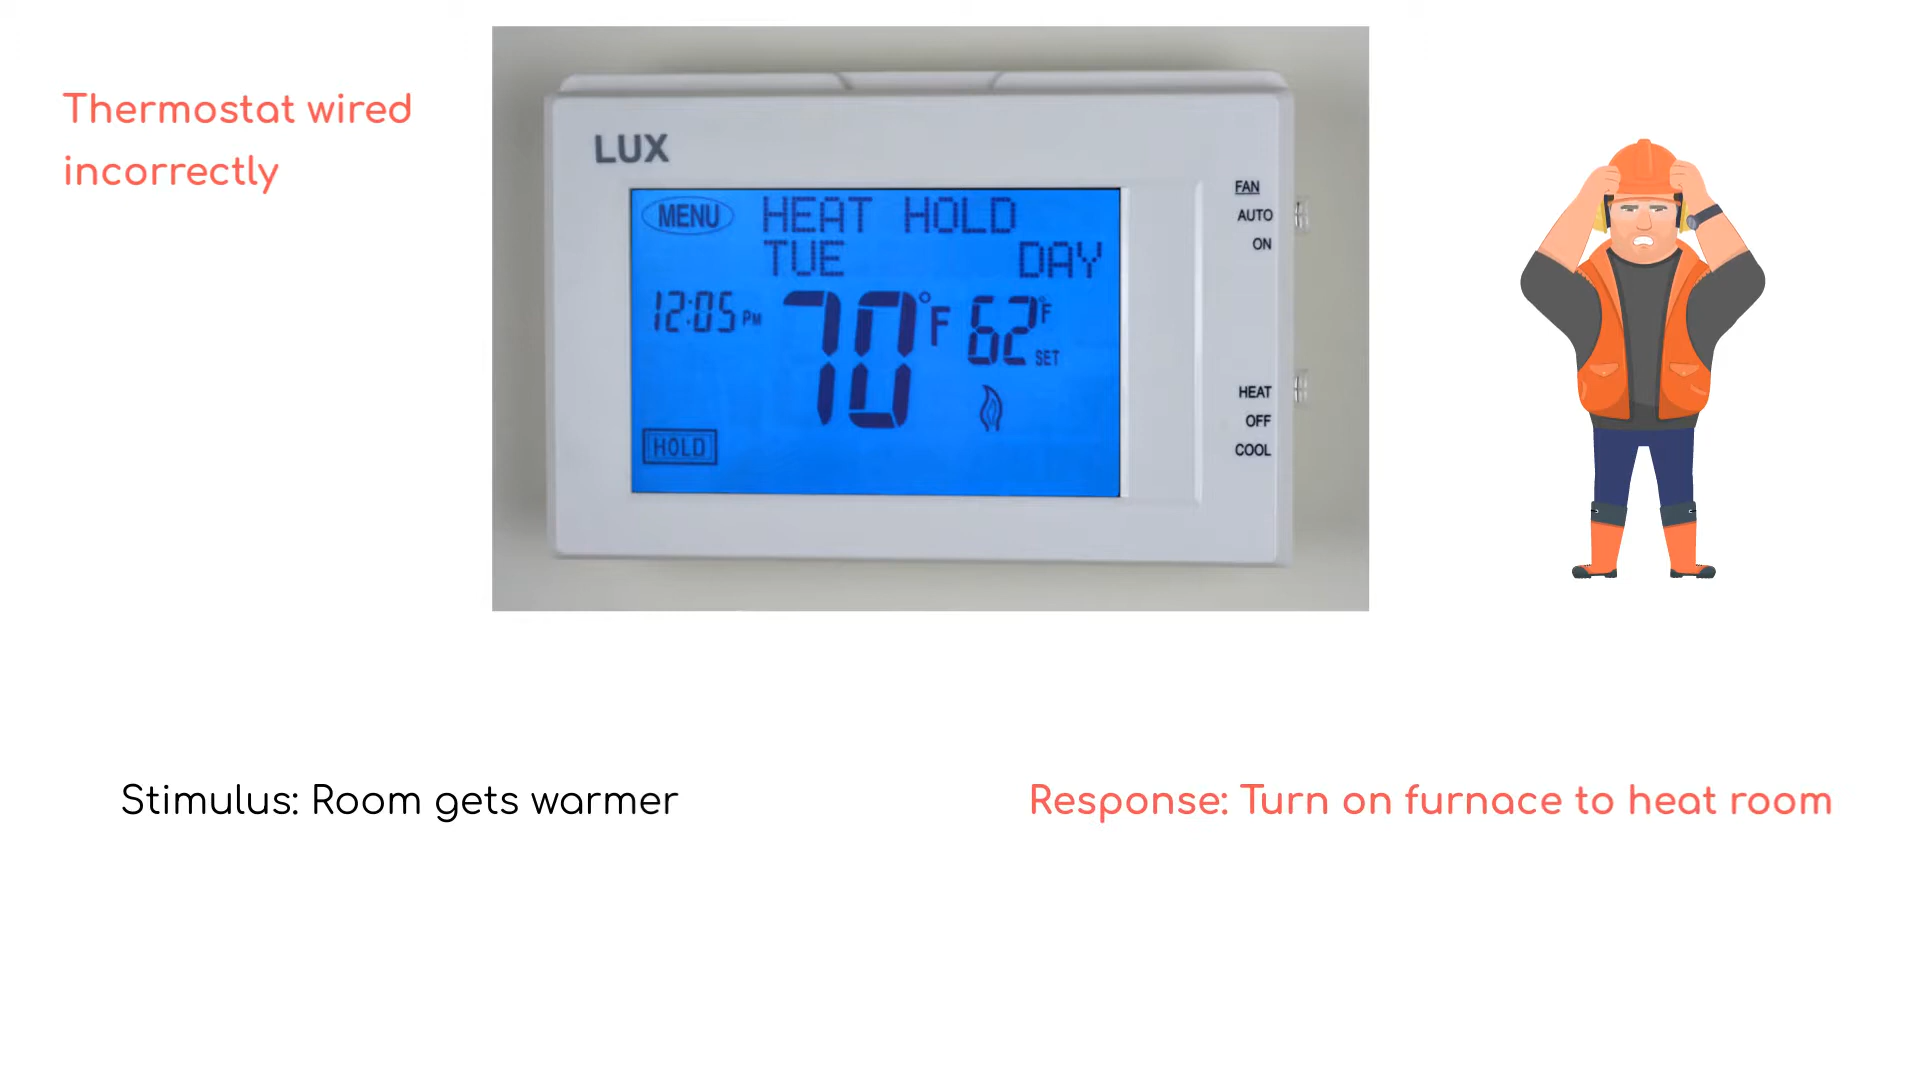 Thermostat wired
incorrectly
LUX
MENU HEAT HOLD
TUE DAY
12:05 PM 70°F 62°F SET
HOLD
FAN
AUTO
ON
HEAT
OFF
COOL
Stimulus: Room gets warmer
Response: Turn on furnace to heat room